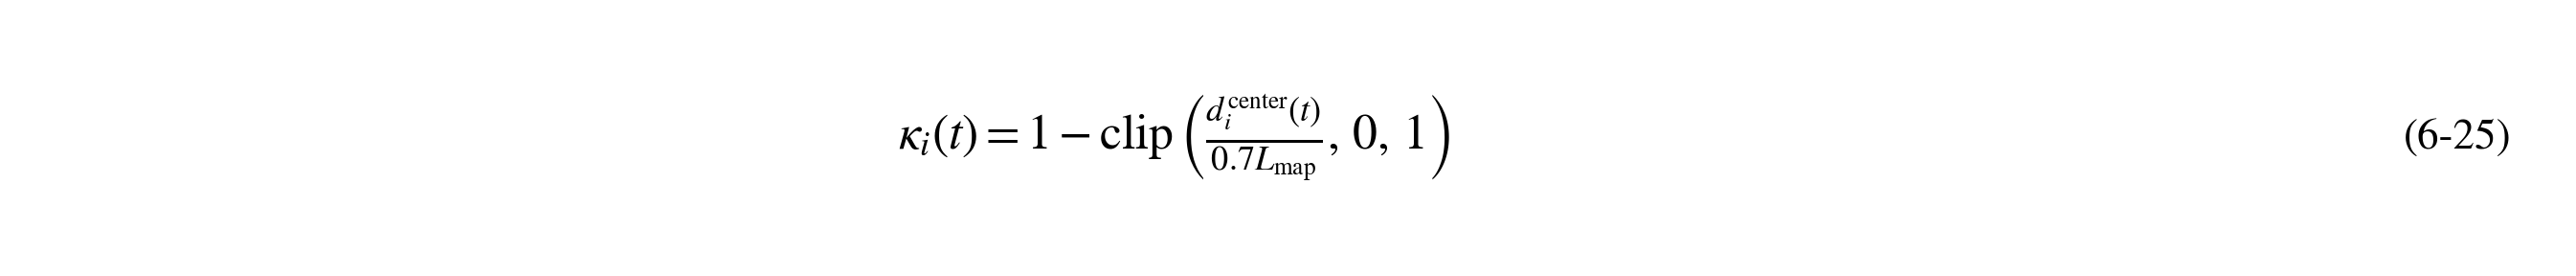 κ_i(t) = 1 − clip(d_i^center(t) / 0.7L_map, 0, 1) (6-25)